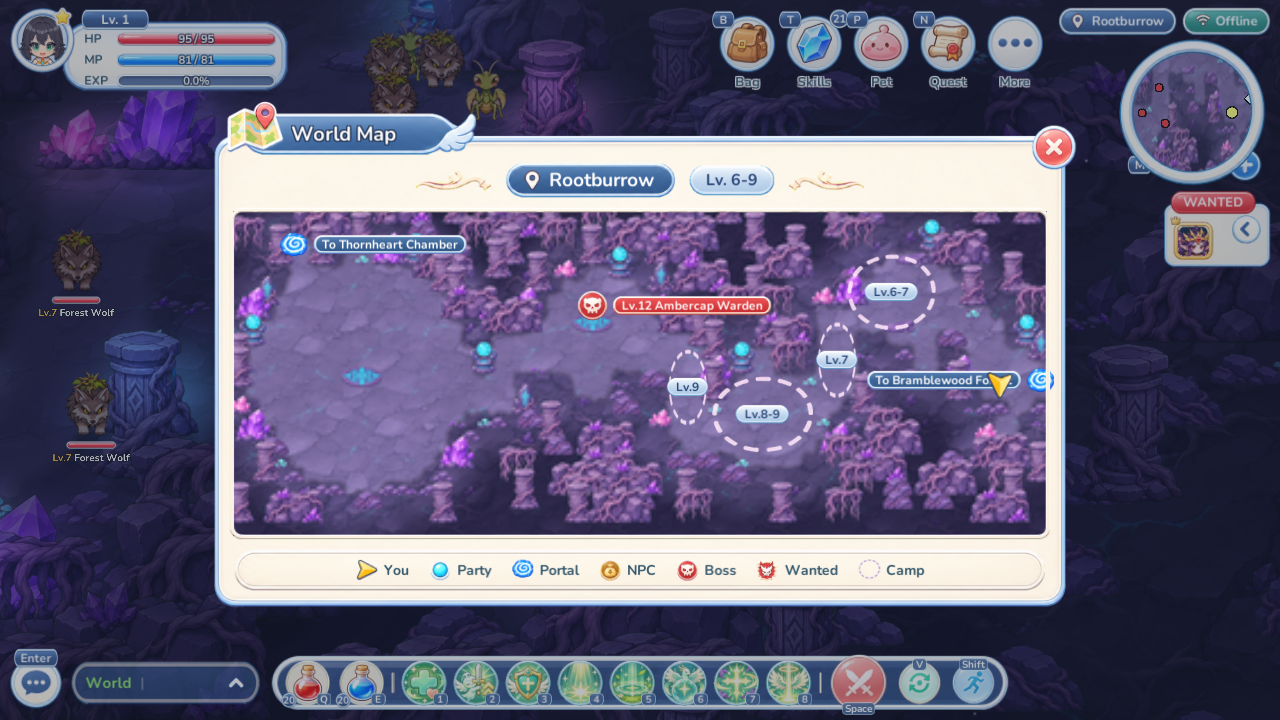 Lv. 1
HP 95/95
MP 81/81
EXP 0.0%
B
Bag
T
Skills
21
P
Pet
N
Quest
More
Rootburrow
Offline
M
WANTED
World Map
Rootburrow
Lv. 6-9
To Thornheart Chamber
Lv.12 Ambercap Warden
Lv.6-7
Lv.7
Lv.9
Lv.8-9
To Bramblewood Fo
Lv.7 Forest Wolf
Lv.7 Forest Wolf
You
Party
Portal
NPC
Boss
Wanted
Camp
Enter
World
20 Q
20 E
1
2
3
4
5
6
7
8
Space
V
Shift